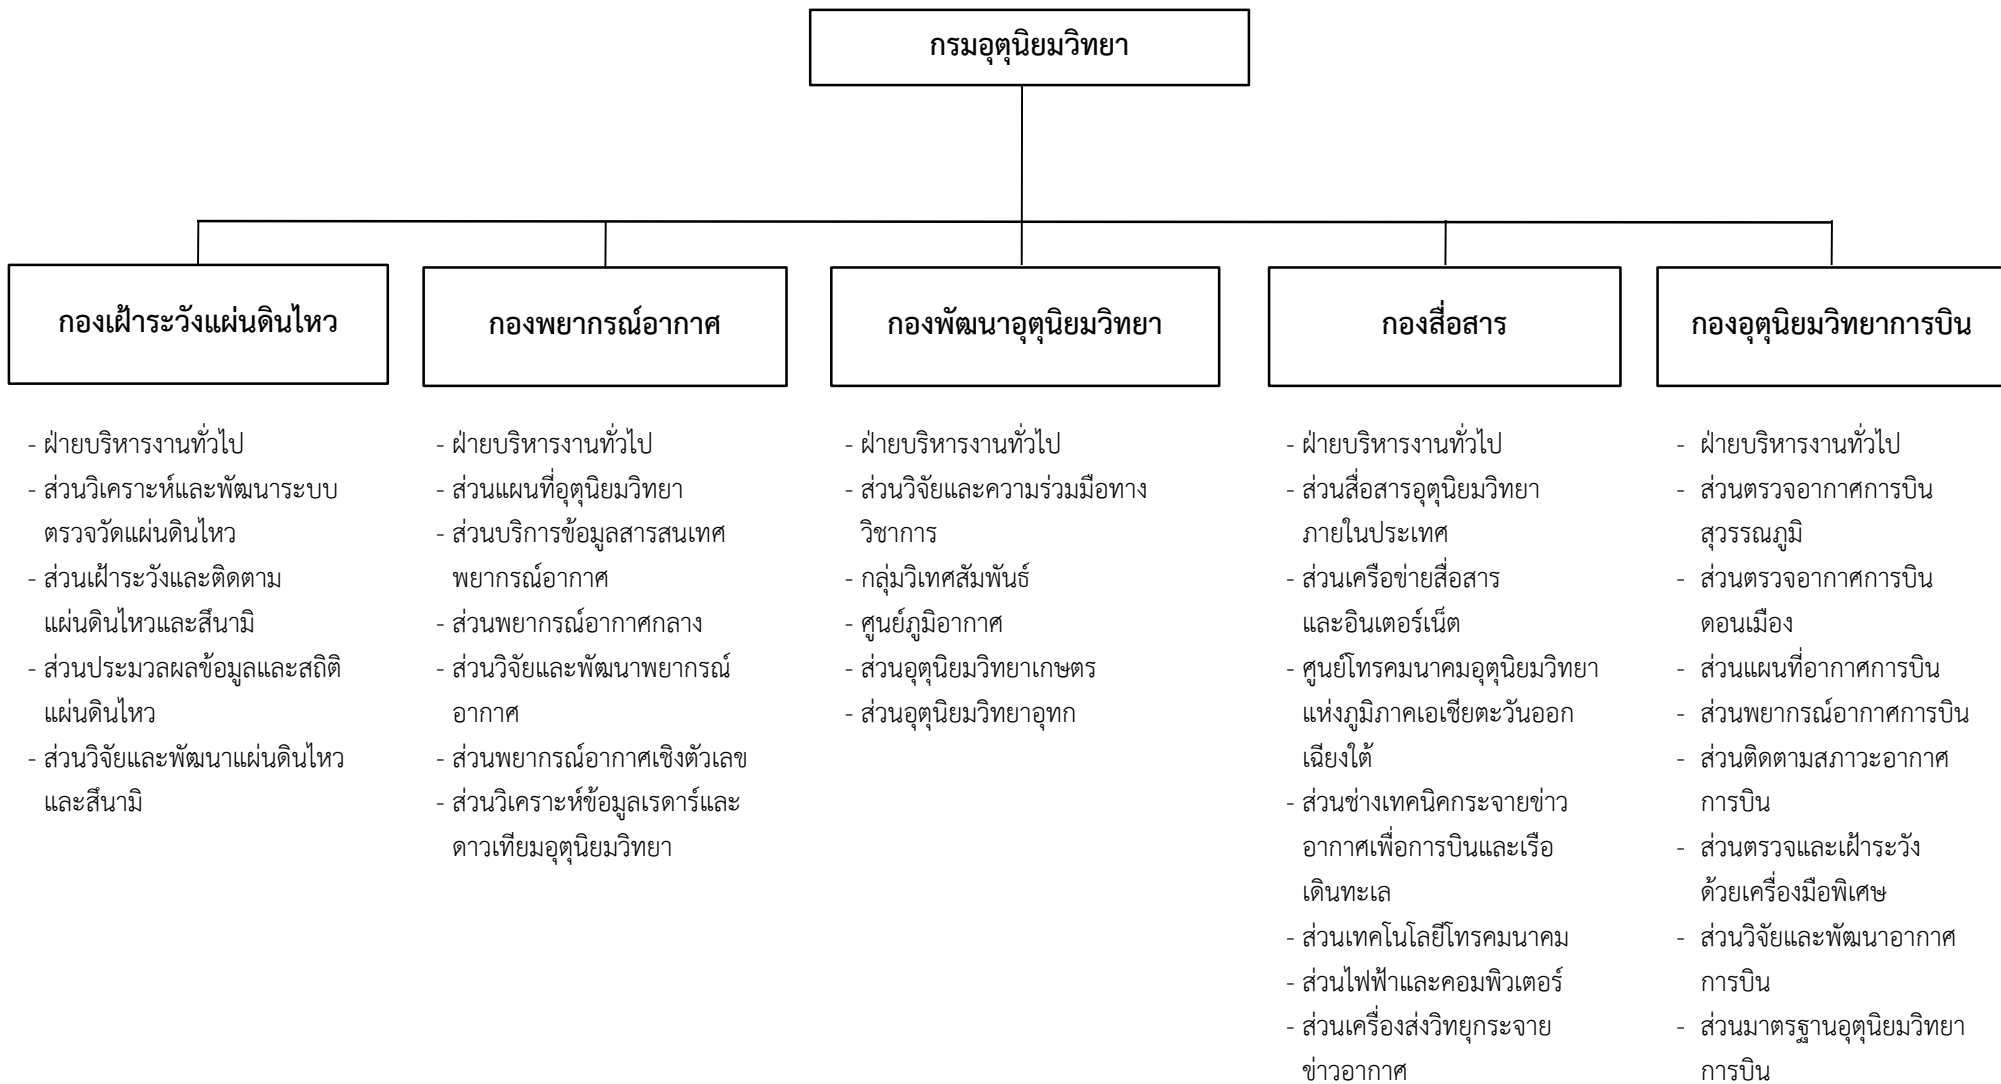 กรมอุตุนิยมวิทยา
กองเฝ้าระวังแผ่นดินไหว
- ฝ่ายบริหารงานทั่วไป
- ส่วนวิเคราะห์และพัฒนาระบบ
ตรวจวัดแผ่นดินไหว
- ส่วนเฝ้าระวังและติดตาม
แผ่นดินไหวและสึนามิ
- ส่วนประมวลผลข้อมูลและสถิติ
แผ่นดินไหว
- ส่วนวิจัยและพัฒนาแผ่นดินไหว
และสึนามิ
กองพยากรณ์อากาศ
- ฝ่ายบริหารงานทั่วไป
- ส่วนแผนที่อุตุนิยมวิทยา
- ส่วนบริการข้อมูลสารสนเทศ
พยากรณ์อากาศ
- ส่วนพยากรณ์อากาศกลาง
- ส่วนวิจัยและพัฒนาพยากรณ์
อากาศ
- ส่วนพยากรณ์อากาศเชิงตัวเลข
- ส่วนวิเคราะห์ข้อมูลเรดาร์และ
ดาวเทียมอุตุนิยมวิทยา
กองพัฒนาอุตุนิยมวิทยา
- ฝ่ายบริหารงานทั่วไป
- ส่วนวิจัยและความร่วมมือทาง
วิชาการ
- กลุ่มวิเทศสัมพันธ์
- ศูนย์ภูมิอากาศ
- ส่วนอุตุนิยมวิทยาเกษตร
- ส่วนอุตุนิยมวิทยาอุทก
กองสื่อสาร
- ฝ่ายบริหารงานทั่วไป
- ส่วนสื่อสารอุตุนิยมวิทยา
ภายในประเทศ
- ส่วนเครือข่ายสื่อสาร
และอินเตอร์เน็ต
- ศูนย์โทรคมนาคมอุตุนิยมวิทยา
แห่งภูมิภาคเอเชียตะวันออก
เฉียงใต้
- ส่วนช่างเทคนิคกระจายข่าว
อากาศเพื่อการบินและเรือ
เดินทะเล
- ส่วนเทคโนโลยีโทรคมนาคม
- ส่วนไฟฟ้าและคอมพิวเตอร์
- ส่วนเครื่องส่งวิทยุกระจาย
ข่าวอากาศ
กองอุตุนิยมวิทยาการบิน
- ฝ่ายบริหารงานทั่วไป
- ส่วนตรวจอากาศการบิน
สุวรรณภูมิ
- ส่วนตรวจอากาศการบิน
ดอนเมือง
- ส่วนแผนที่อากาศการบิน
- ส่วนพยากรณ์อากาศการบิน
- ส่วนติดตามสภาวะอากาศ
การบิน
- ส่วนตรวจและเฝ้าระวัง
ด้วยเครื่องมือพิเศษ
- ส่วนวิจัยและพัฒนาอากาศ
การบิน
- ส่วนมาตรฐานอุตุนิยมวิทยา
การบิน